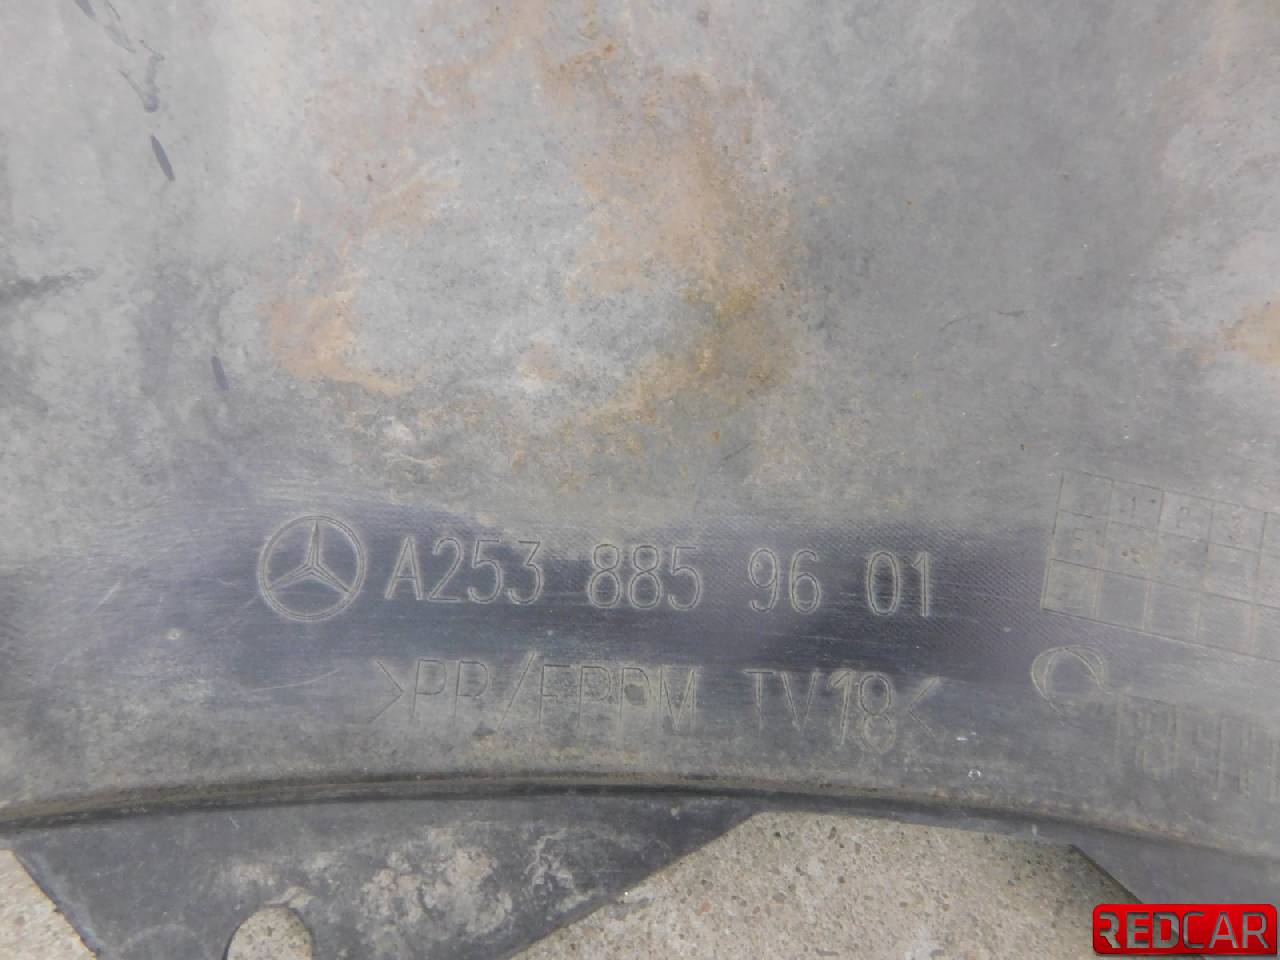 A253 885 96 01
>PP/EPDM TV18<
REDCAR